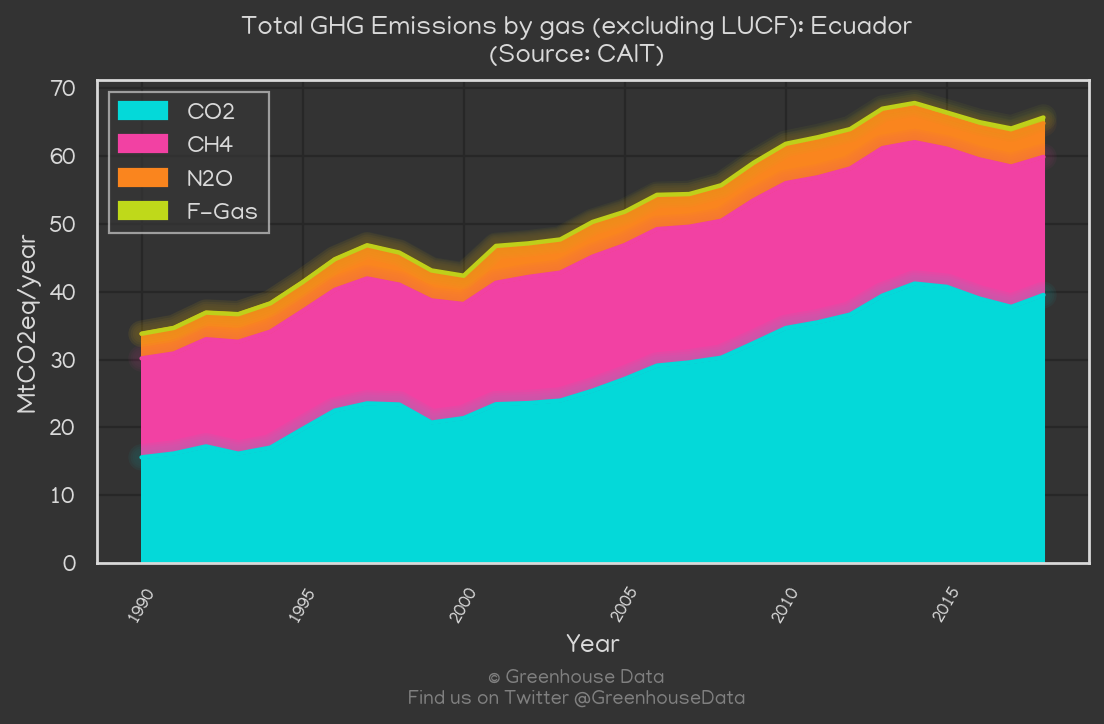 Total GHG Emissions by gas (excluding LUCF): Ecuador
(Source: CAIT)
CO2
CH4
N2O
F-Gas
MtCO2eq/year
70
60
50
40
30
20
10
0
1990
1995
2000
2005
2010
2015
Year
© Greenhouse Data
Find us on Twitter @GreenhouseData